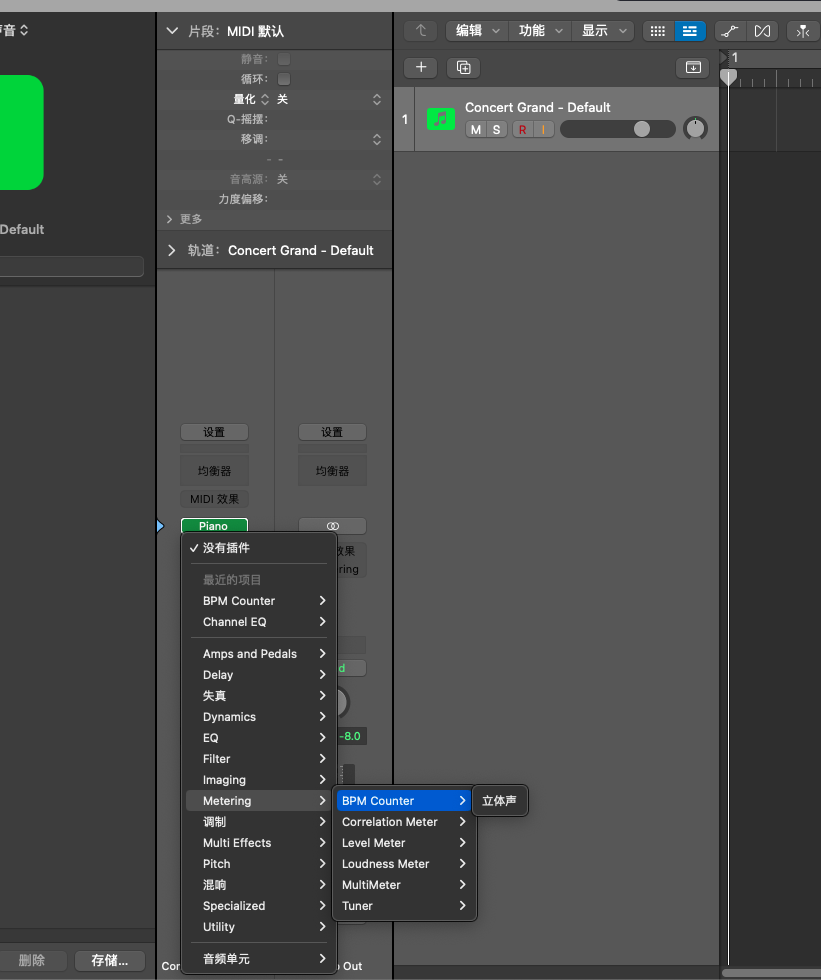 音
Default
删除
存储...
片段: MIDI 默认
静音:
循环:
量化 关
Q-摇摆:
移调:
- -
音高源: 关
力度偏移:
更多
轨道: Concert Grand - Default
设置 设置
均衡器 均衡器
MIDI 效果
Piano
效果
ring
d
-8.0
Cor
Out
没有插件
最近的项目
BPM Counter
Channel EQ
Amps and Pedals
Delay
失真
Dynamics
EQ
Filter
Imaging
Metering
调制
Multi Effects
Pitch
混响
Specialized
Utility
音频单元
BPM Counter
Correlation Meter
Level Meter
Loudness Meter
MultiMeter
Tuner
立体声
编辑 功能 显示
1
1
Concert Grand - Default
M S R I